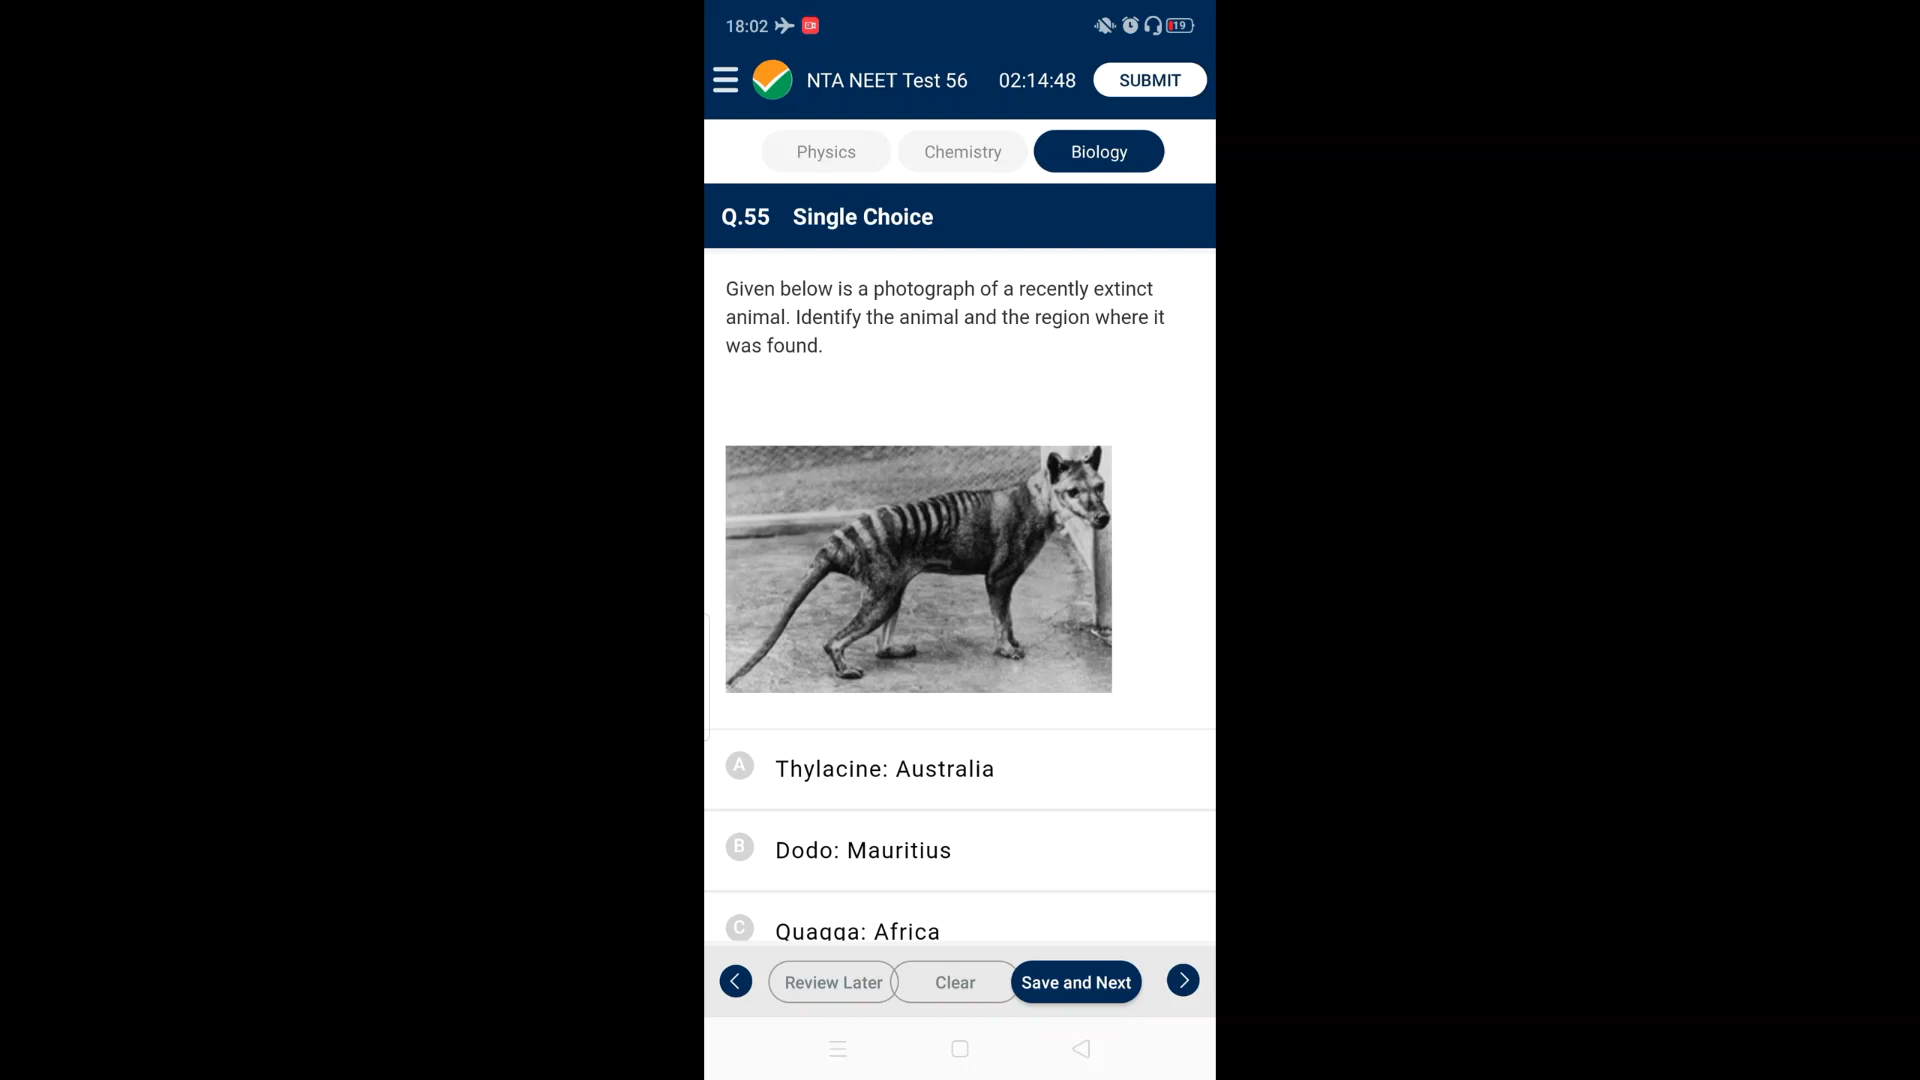 18:02 19
NTA NEET Test 56 02:14:48 SUBMIT
Physics Chemistry Biology
Q.55 Single Choice
Given below is a photograph of a recently extinct
animal. Identify the animal and the region where it
was found.
A Thylacine: Australia
B Dodo: Mauritius
C Quagga: Africa
Review Later Clear Save and Next